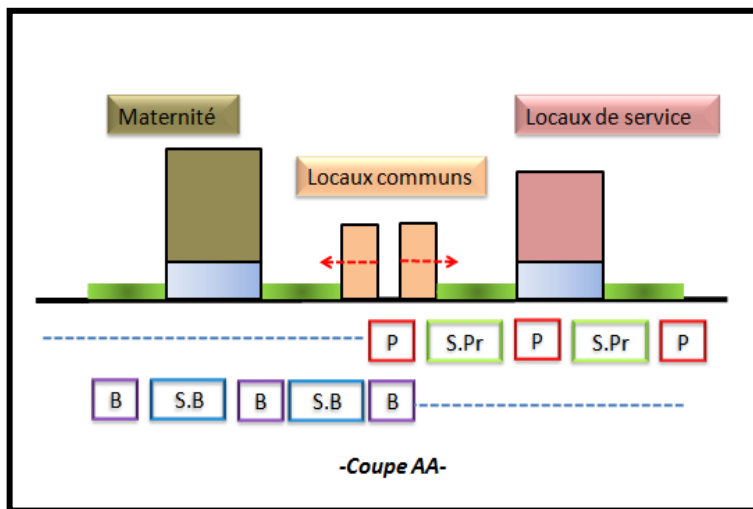 Maternité
Locaux de service
Locaux communs
P S.Pr P S.Pr P
B S.B B S.B B
-Coupe AA-